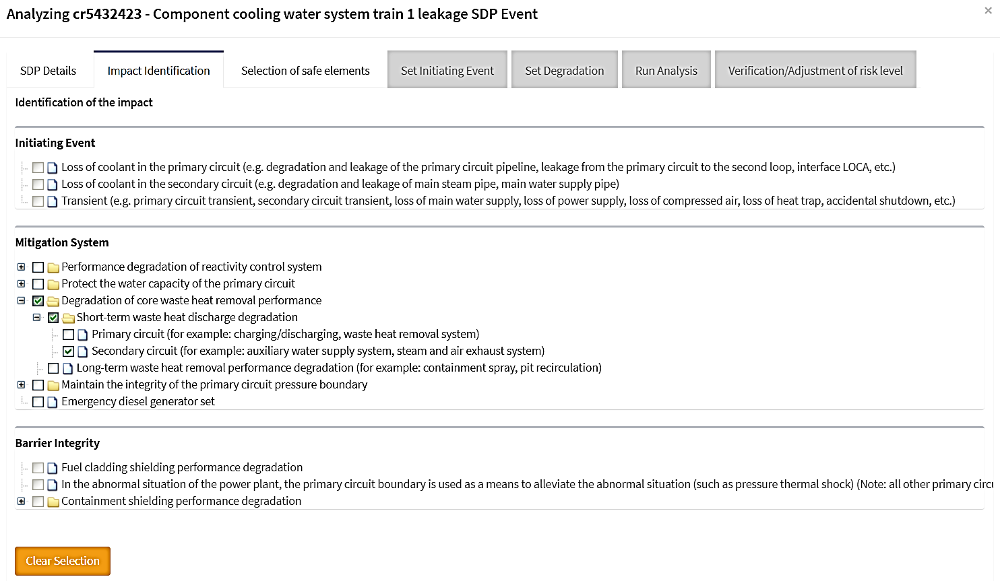 Analyzing cr5432423 - Component cooling water system train 1 leakage SDP Event
×
SDP Details
Impact Identification
Selection of safe elements
Set Initiating Event
Set Degradation
Run Analysis
Verification/Adjustment of risk level
Identification of the impact
Initiating Event
Loss of coolant in the primary circuit (e.g. degradation and leakage of the primary circuit pipeline, leakage from the primary circuit to the second loop, interface LOCA, etc.)
Loss of coolant in the secondary circuit (e.g. degradation and leakage of main steam pipe, main water supply pipe)
Transient (e.g. primary circuit transient, secondary circuit transient, loss of main water supply, loss of power supply, loss of compressed air, loss of heat trap, accidental shutdown, etc.)
Mitigation System
Performance degradation of reactivity control system
Protect the water capacity of the primary circuit
Degradation of core waste heat removal performance
Short-term waste heat discharge degradation
Primary circuit (for example: charging/discharging, waste heat removal system)
Secondary circuit (for example: auxiliary water supply system, steam and air exhaust system)
Long-term waste heat removal performance degradation (for example: containment spray, pit recirculation)
Maintain the integrity of the primary circuit pressure boundary
Emergency diesel generator set
Barrier Integrity
Fuel cladding shielding performance degradation
In the abnormal situation of the power plant, the primary circuit boundary is used as a means to alleviate the abnormal situation (such as pressure thermal shock) (Note: all other primary
Containment shielding performance degradation
Clear Selection